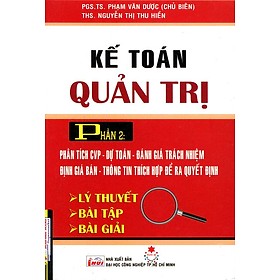 PGS.TS. PHẠM VĂN DƯỢC (CHỦ BIÊN)
THS. NGUYỄN THỊ THU HIỀN
KẾ TOÁN
QUẢN TRỊ
PHẦN 2:
PHÂN TÍCH CVP - DỰ TOÁN - ĐÁNH GIÁ TRÁCH NHIỆM
ĐỊNH GIÁ BÁN - THÔNG TIN THÍCH HỢP ĐỂ RA QUYẾT ĐỊNH
➢ LÝ THUYẾT
➢ BÀI TẬP
➢ BÀI GIẢI
NHÀ XUẤT BẢN
ĐẠI HỌC CÔNG NGHIỆP TP.HỒ CHÍ MINH